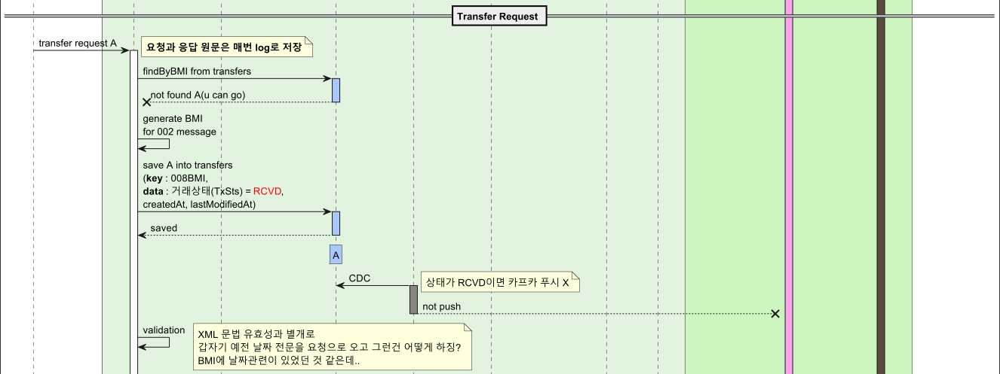 Transfer Request
transfer request A
요청과 응답 원문은 매번 log로 저장
findByBMI from transfers
not found A(u can go)
generate BMI
for 002 message
save A into transfers
(key : 008BMI,
data : 거래상태(TxSts) = RCVD,
createdAt, lastModifiedAt)
saved
A
CDC
상태가 RCVD이면 카프카 푸시 X
not push
validation
XML 문법 유효성과 별개로
갑자기 예전 날짜 전문을 요청으로 오고 그런건 어떻게 하징?
BMI에 날짜관련이 있었던 것 같은데..